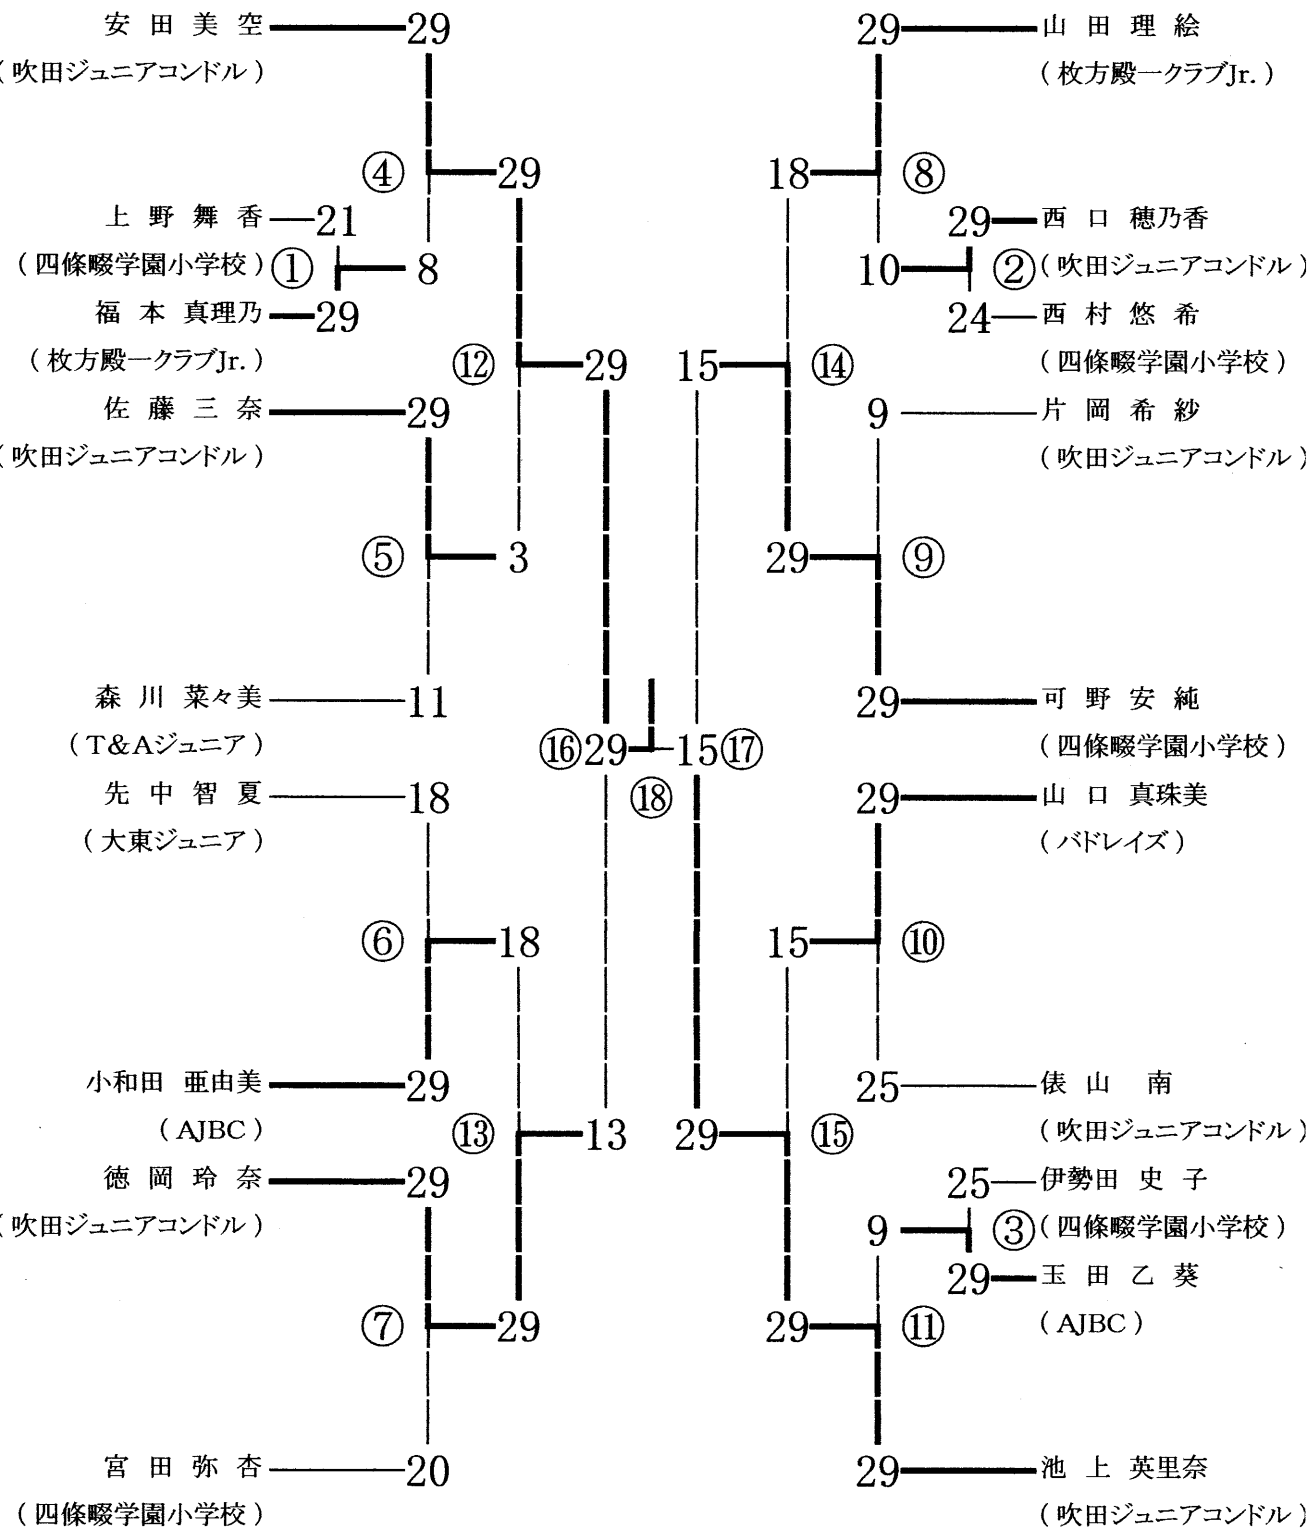 安田美空 29
(吹田ジュニアコンドル)
④ 29
上野舞香 21
(四條畷学園小学校) ① 8
福本真理乃 29
(枚方殿一クラブJr.) ⑫ 29
佐藤三奈 29
(吹田ジュニアコンドル)
⑤ 3
森川菜々美 11
(T&Aジュニア) ⑯ 29
先中智夏 18
(大東ジュニア)
⑥ 18
小和田亜由美 29
(AJBC) ⑬ 13
徳岡玲奈 29
(吹田ジュニアコンドル)
⑦ 29
宮田弥杏 20
(四條畷学園小学校)
⑱
29 山田理絵
(枚方殿一クラブJr.)
18 ⑧
29 西口穂乃香
10 ② (吹田ジュニアコンドル)
24 西村悠希
15 ⑭ (四條畷学園小学校)
9 片岡希紗
(吹田ジュニアコンドル)
29 ⑨
29 可野安純
15 ⑰ (四條畷学園小学校)
29 山口真珠美
(バドレイズ)
15 ⑩
25 俵山南
29 ⑮ (吹田ジュニアコンドル)
25 伊勢田史子
9 ③ (四條畷学園小学校)
29 玉田乙葵
29 ⑪ (AJBC)
29 池上英里奈
(吹田ジュニアコンドル)